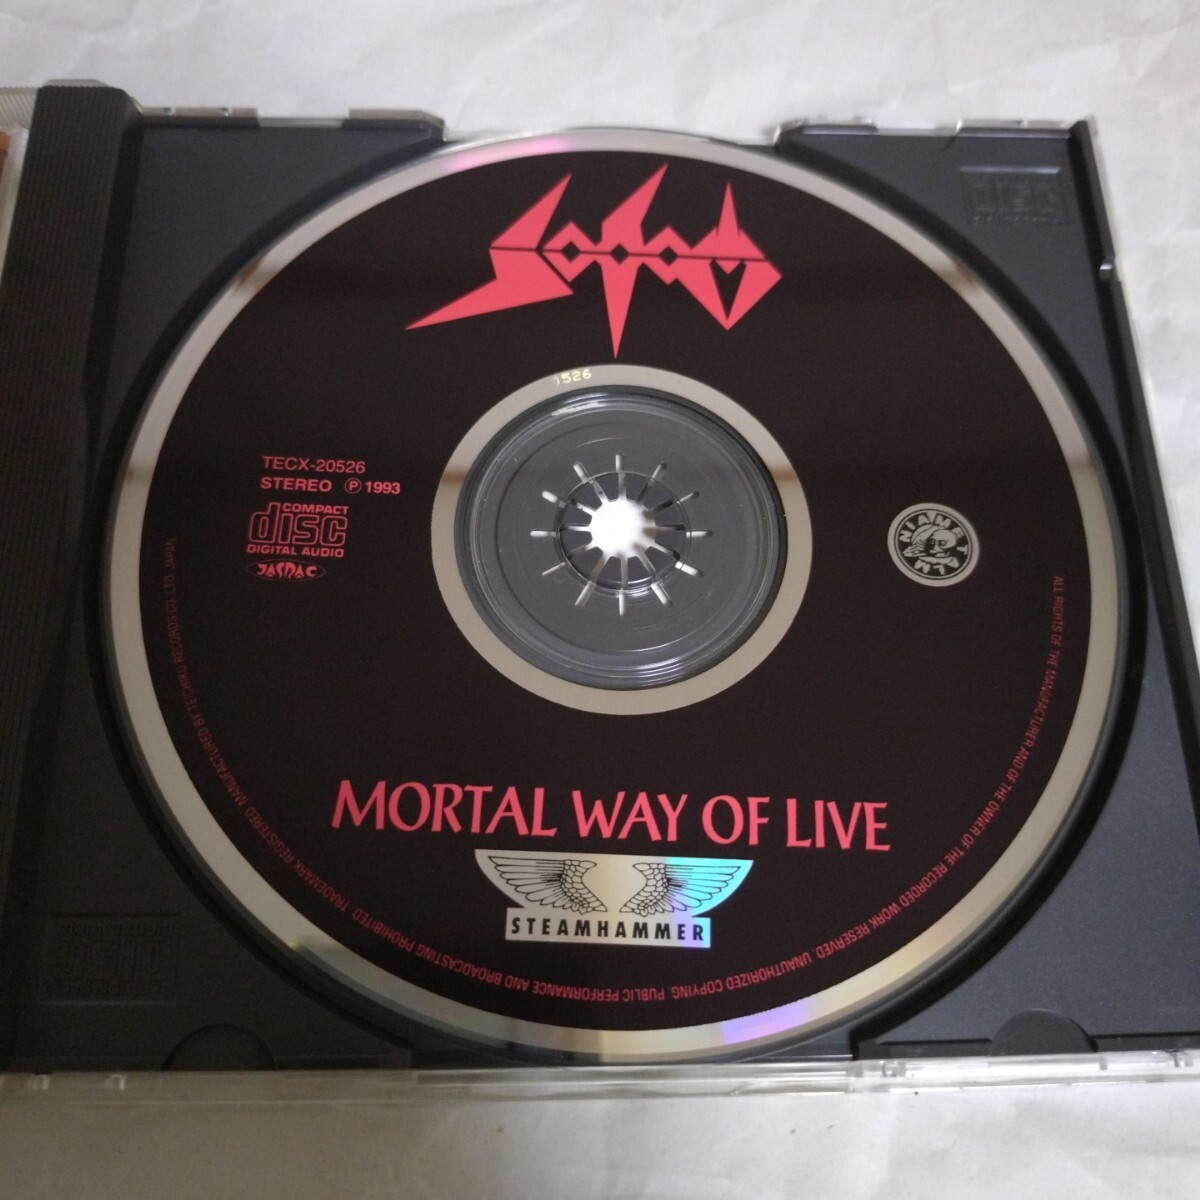 Sodom
1526
TECX-20526
STEREO Ⓟ 1993
COMPACT
disc
DIGITAL AUDIO
JASRAC
NIAMETALM
MORTAL WAY OF LIVE
STEAMHAMMER
ALL RIGHTS OF THE MANUFACTURER AND OF THE OWNER OF THE RECORDED WORK RESERVED. UNAUTHORIZED COPYING. PUBLIC PERFORMANCE AND BROADCASTING PROHIBITED. TRADEMARK REGISTERED. MANUFACTURED BY TEICHIKU RECORDS CO. LTD. JAPAN